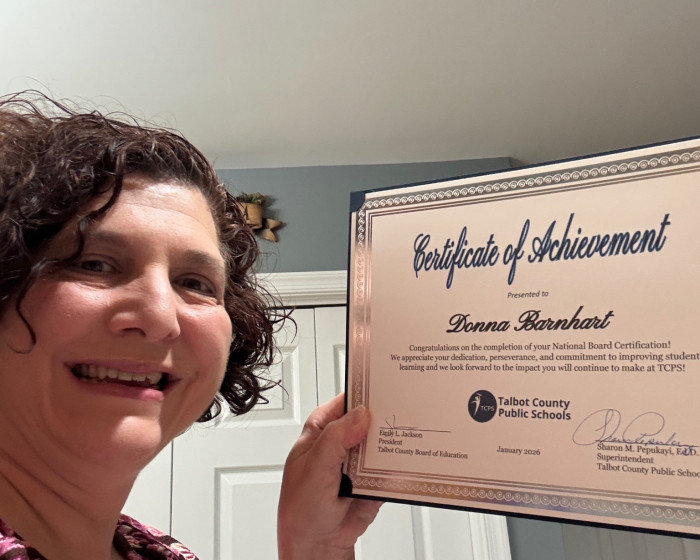 Certificate of Achievement
Presented to
Donna Barnhart
Congratulations on the completion of your National Board Certification!
We appreciate your dedication, perseverance, and commitment to improving student
learning and we look forward to the impact you will continue to make at TCPS!
TCPS
Talbot County
Public Schools
Emily L. Jackson
President
Talbot County Board of Education
January 2026
Sharon M. Pepukayi, Ed.D.
Superintendent
Talbot County Public Schoo